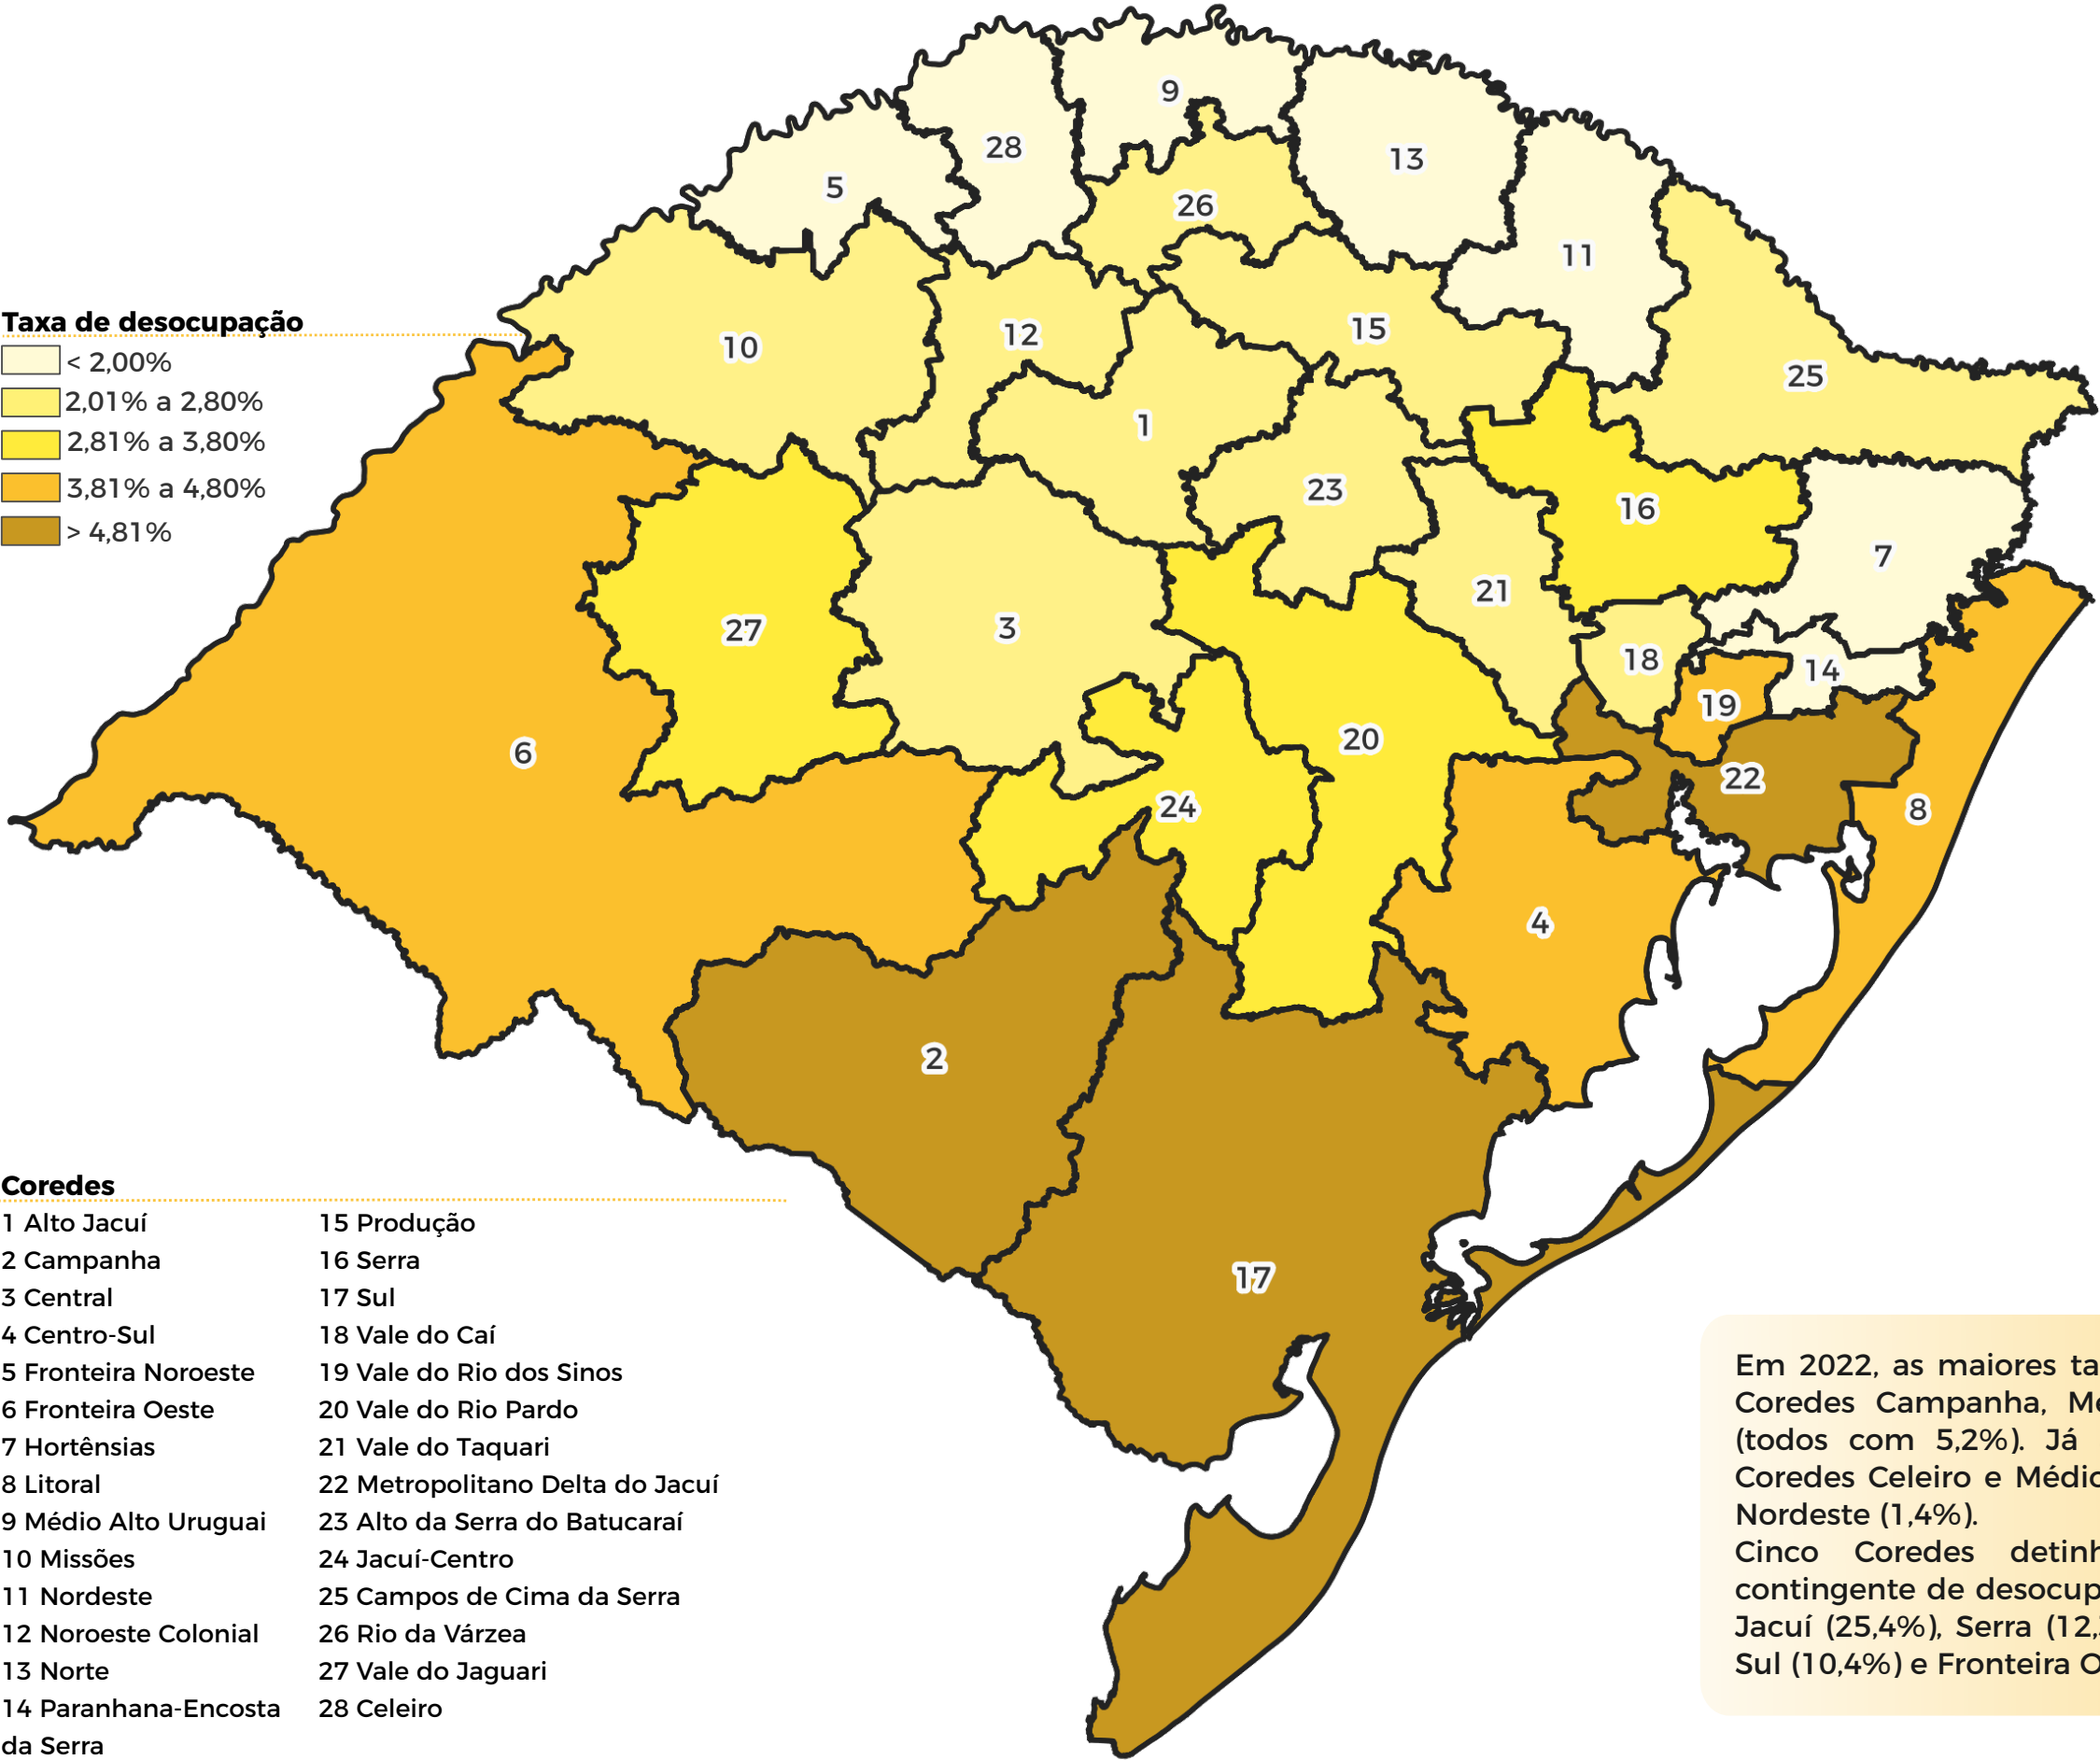 9
28
13
5
26
11
Taxa de desocupação
< 2,00%
2,01% a 2,80%
2,81% a 3,80%
3,81% a 4,80%
> 4,81%
10
12
15
25
1
23
16
7
21
27
3
18
14
19
6
20
22
24
8
4
2
17
Coredes
1 Alto Jacuí
2 Campanha
3 Central
4 Centro-Sul
5 Fronteira Noroeste
6 Fronteira Oeste
7 Hortênsias
8 Litoral
9 Médio Alto Uruguai
10 Missões
11 Nordeste
12 Noroeste Colonial
13 Norte
14 Paranhana-Encosta
da Serra
15 Produção
16 Serra
17 Sul
18 Vale do Caí
19 Vale do Rio dos Sinos
20 Vale do Rio Pardo
21 Vale do Taquari
22 Metropolitano Delta do Jacuí
23 Alto da Serra do Batucaraí
24 Jacuí-Centro
25 Campos de Cima da Serra
26 Rio da Várzea
27 Vale do Jaguari
28 Celeiro
Em 2022, as maiores ta
Coredes Campanha, Me
(todos com 5,2%). Já
Coredes Celeiro e Médio
Nordeste (1,4%).
Cinco Coredes detinh
contingente de desocup
Jacuí (25,4%), Serra (12,
Sul (10,4%) e Fronteira O